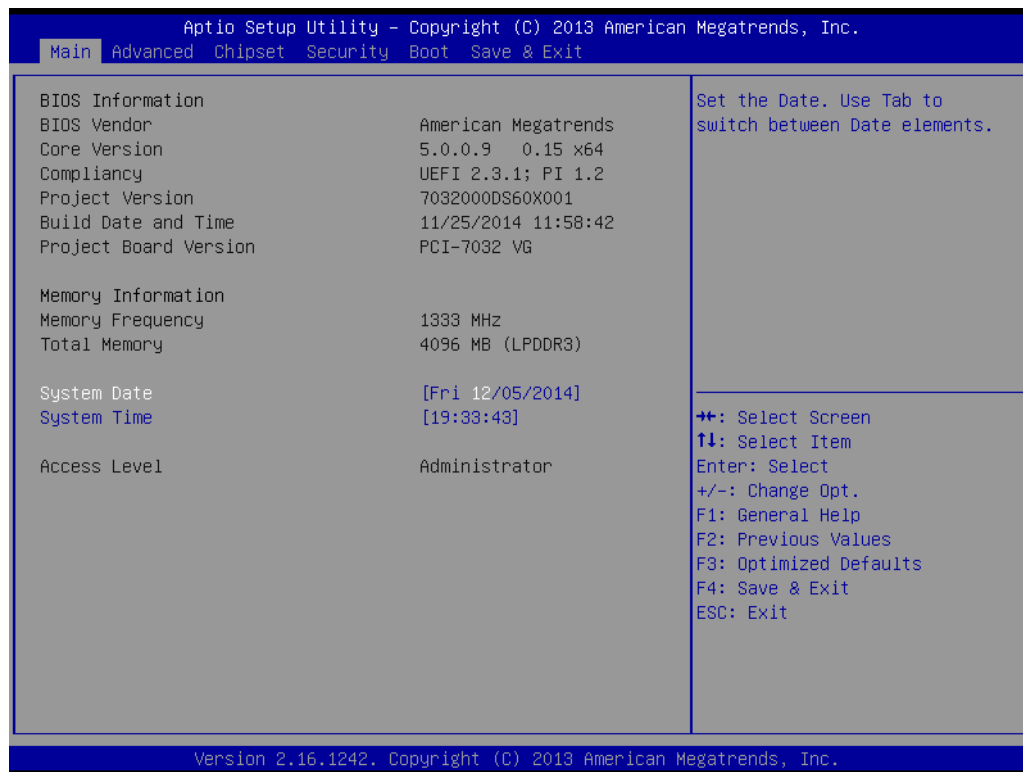 Aptio Setup Utility – Copyright (C) 2013 American Megatrends, Inc.
Main Advanced Chipset Security Boot Save & Exit
BIOS Information
BIOS Vendor American Megatrends
Core Version 5.0.0.9 0.15 x64
Compliancy UEFI 2.3.1; PI 1.2
Project Version 7032000DS60X001
Build Date and Time 11/25/2014 11:58:42
Project Board Version PCI-7032 VG
Memory Information
Memory Frequency 1333 MHz
Total Memory 4096 MB (LPDDR3)
System Date [Fri 12/05/2014]
System Time [19:33:43]
Access Level Administrator
Set the Date. Use Tab to
switch between Date elements.
→←: Select Screen
↑↓: Select Item
Enter: Select
+/-: Change Opt.
F1: General Help
F2: Previous Values
F3: Optimized Defaults
F4: Save & Exit
ESC: Exit
Version 2.16.1242. Copyright (C) 2013 American Megatrends, Inc.